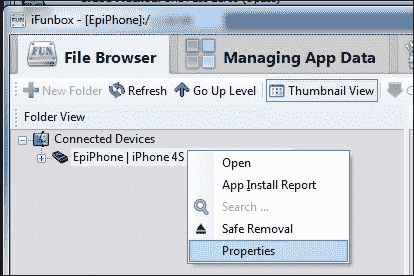 iFunbox - [EpiPhone]:/
FUN File Browser Managing App Data
New Folder Refresh Go Up Level Thumbnail View
Folder View
Connected Devices
EpiPhone | iPhone 4S
Open
App Install Report
Search ...
Safe Removal
Properties